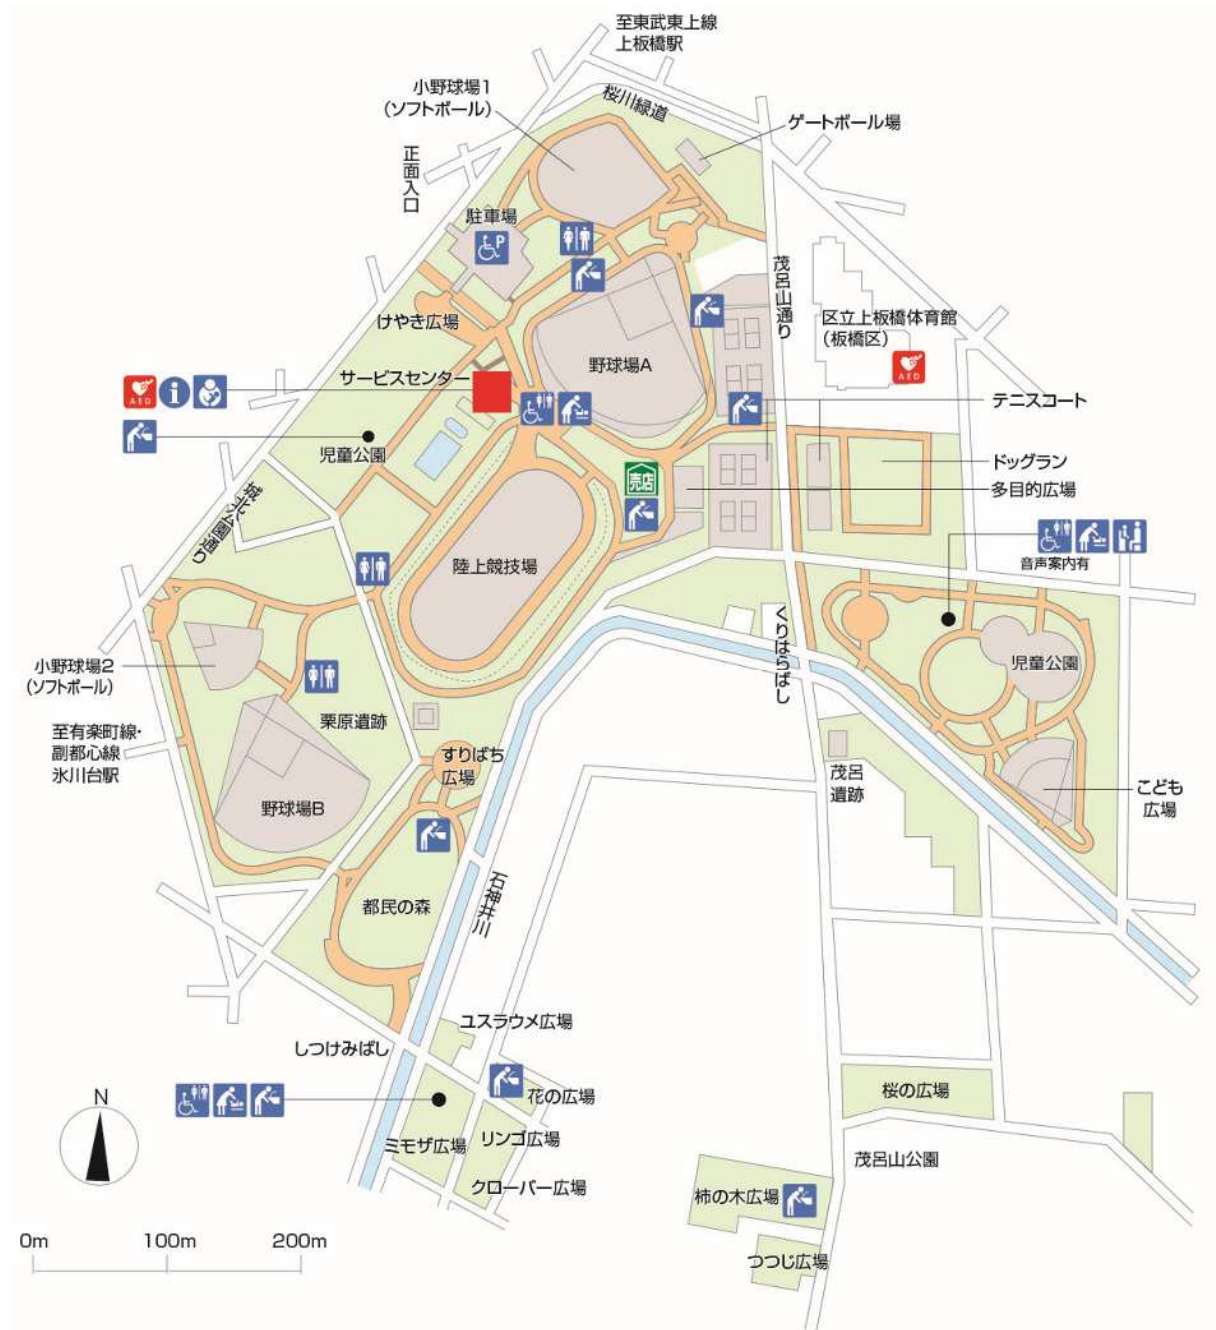 至東武東上線
上板橋駅
小野球場1
（ソフトボール）
桜川緑道
ゲートボール場
正面入口
駐車場
P
茂呂山通り
けやき広場
区立上板橋体育館
（板橋区）
AED
野球場A
サービスセンター
AED
i
テニスコート
児童公園
ドッグラン
売店
多目的広場
城北公園通り
陸上競技場
音声案内有
くりはらばし
小野球場2
（ソフトボール）
児童公園
栗原遺跡
至有楽町線・
副都心線
氷川台駅
すりばち
広場
茂呂
遺跡
こども
広場
野球場B
石神井川
都民の森
ユスラウメ広場
しつけみばし
花の広場
桜の広場
N
ミモザ広場
リンゴ広場
茂呂山公園
クローバー広場
柿の木広場
0m
100m
200m
つつじ広場